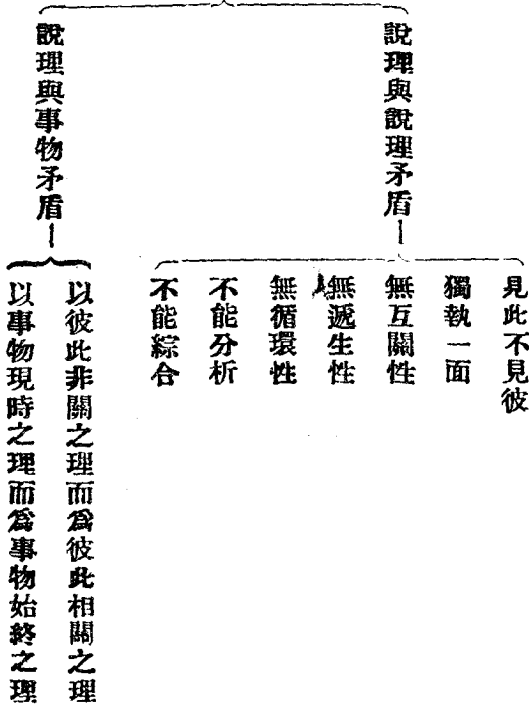 說理與說理矛盾
見此不見彼
獨執一面
無互關性
無遞生性
無循環性
不能分析
不能綜合
說理與事物矛盾
以彼此非關之理而爲彼此相關之理
以事物現時之理而爲事物始終之理